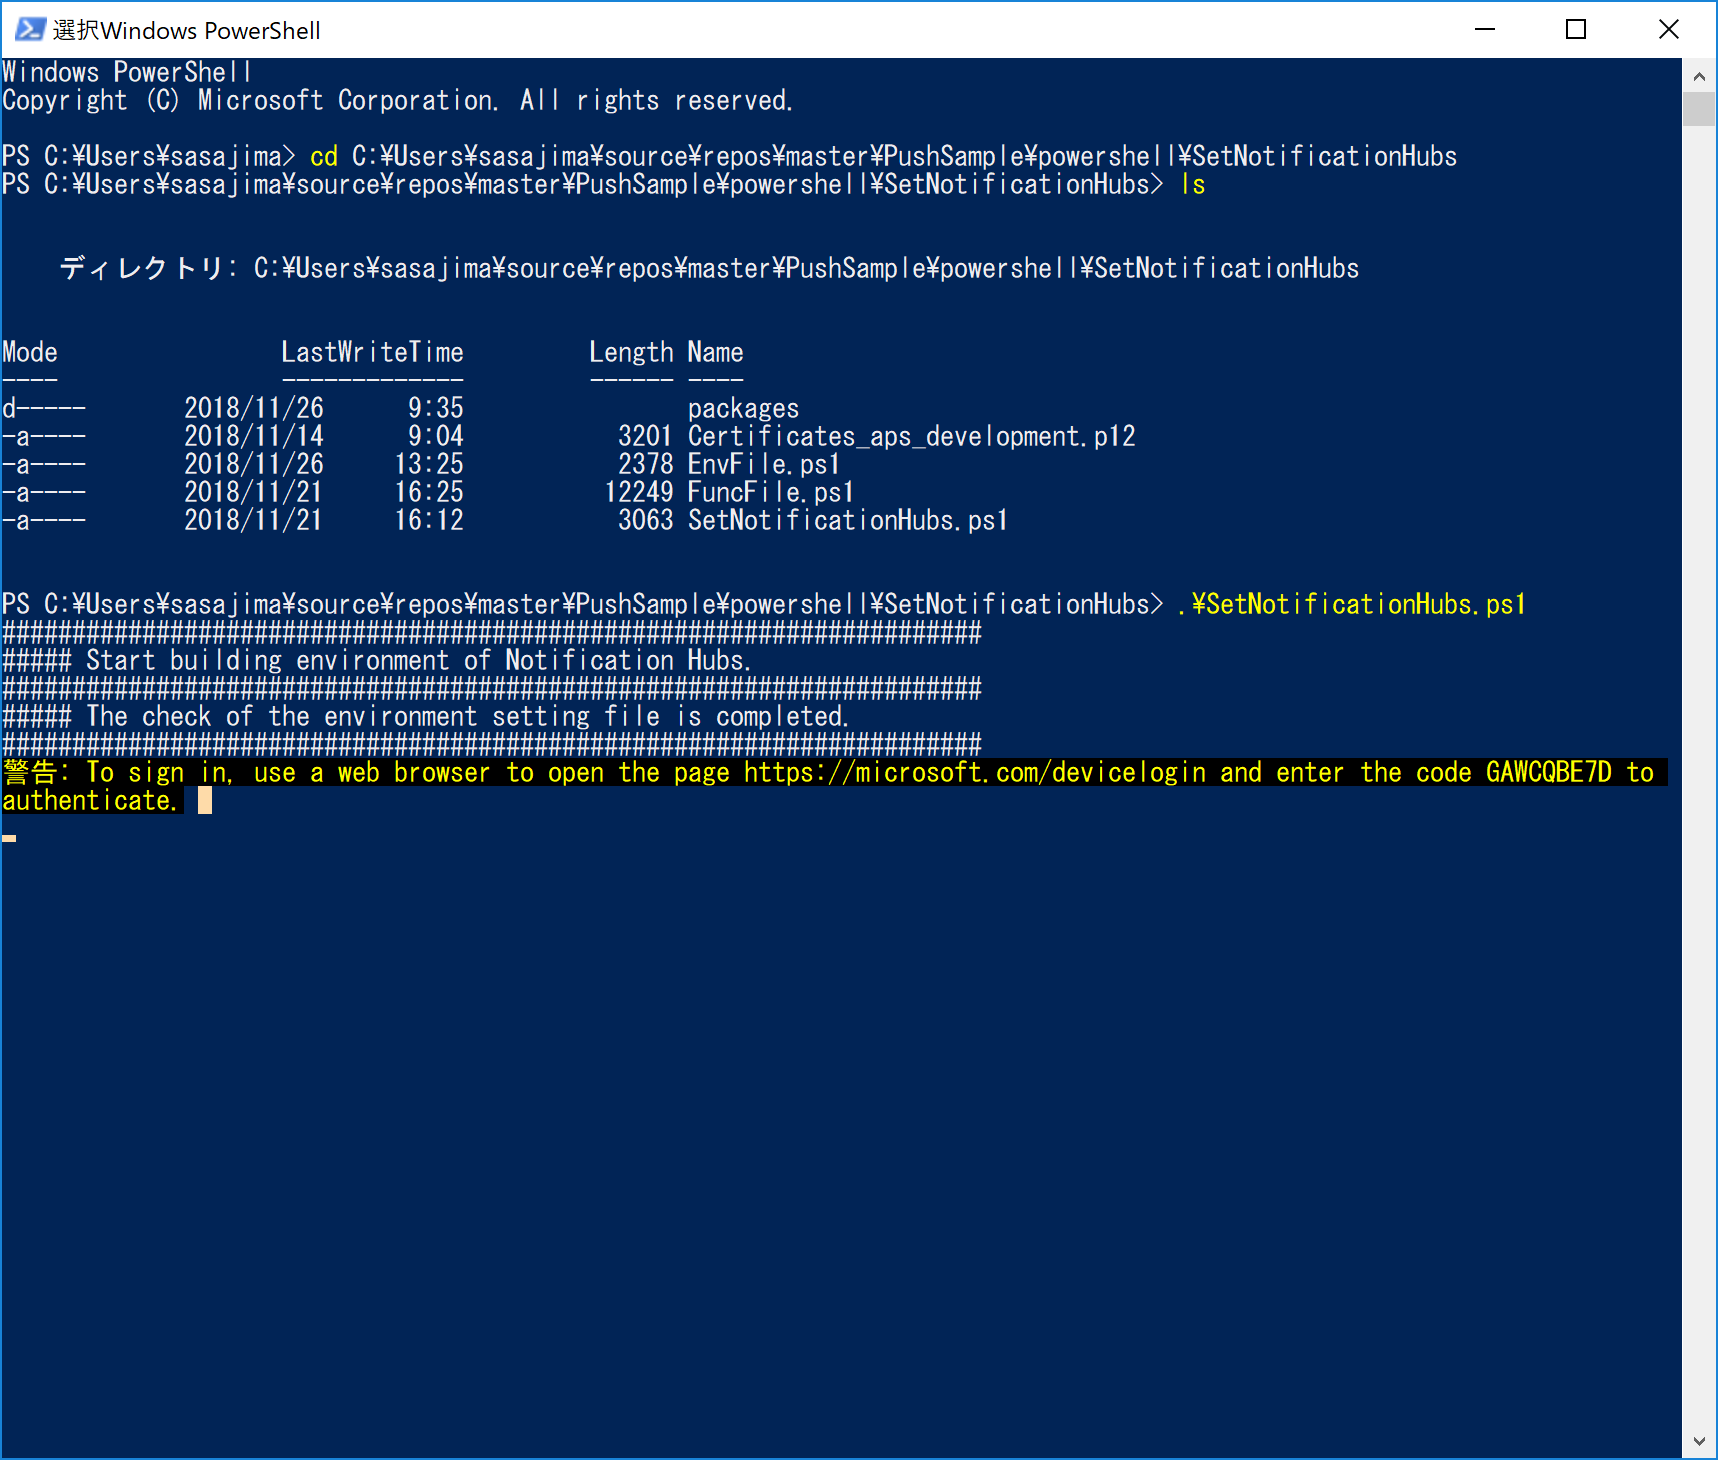 選択Windows PowerShell
Windows PowerShell
Copyright (C) Microsoft Corporation. All rights reserved.
PS C:¥Users¥sasajima> cd C:¥Users¥sasajima¥source¥repos¥master¥PushSample¥powershell¥SetNotificationHubs
PS C:¥Users¥sasajima¥source¥repos¥master¥PushSample¥powershell¥SetNotificationHubs> ls
ディレクトリ: C:¥Users¥sasajima¥source¥repos¥master¥PushSample¥powershell¥SetNotificationHubs
Mode                LastWriteTime         Length Name
----                -------------         ------ ----
d-----       2018/11/26      9:35                packages
-a----       2018/11/14      9:04           3201 Certificates_aps_development.p12
-a----       2018/11/26     13:25           2378 EnvFile.ps1
-a----       2018/11/21     16:25          12249 FuncFile.ps1
-a----       2018/11/21     16:12           3063 SetNotificationHubs.ps1
PS C:¥Users¥sasajima¥source¥repos¥master¥PushSample¥powershell¥SetNotificationHubs> .¥SetNotificationHubs.ps1
######################################################################
##### Start building environment of Notification Hubs.
######################################################################
##### The check of the environment setting file is completed.
######################################################################
警告: To sign in, use a web browser to open the page https://microsoft.com/devicelogin and enter the code GAWCQBE7D to
authenticate.